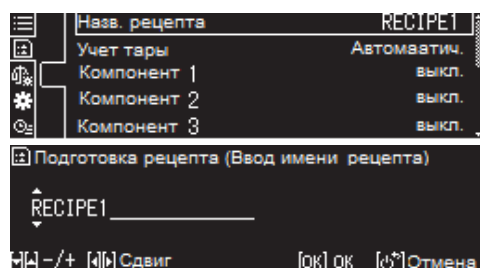 Назв. рецепта RECIPE1
Учет тары Автомаатич.
Компонент 1 выкл.
Компонент 2 выкл.
Компонент 3 выкл.
Подготовка рецепта (Ввод имени рецепта)
RECIPE1
-/+ Сдвиг [OK] OK [⏻] Отмена